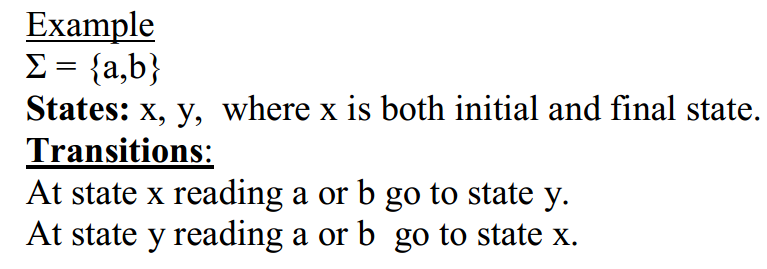 Example
Σ = {a,b}
States: x, y, where x is both initial and final state.
Transitions:
At state x reading a or b go to state y.
At state y reading a or b go to state x.